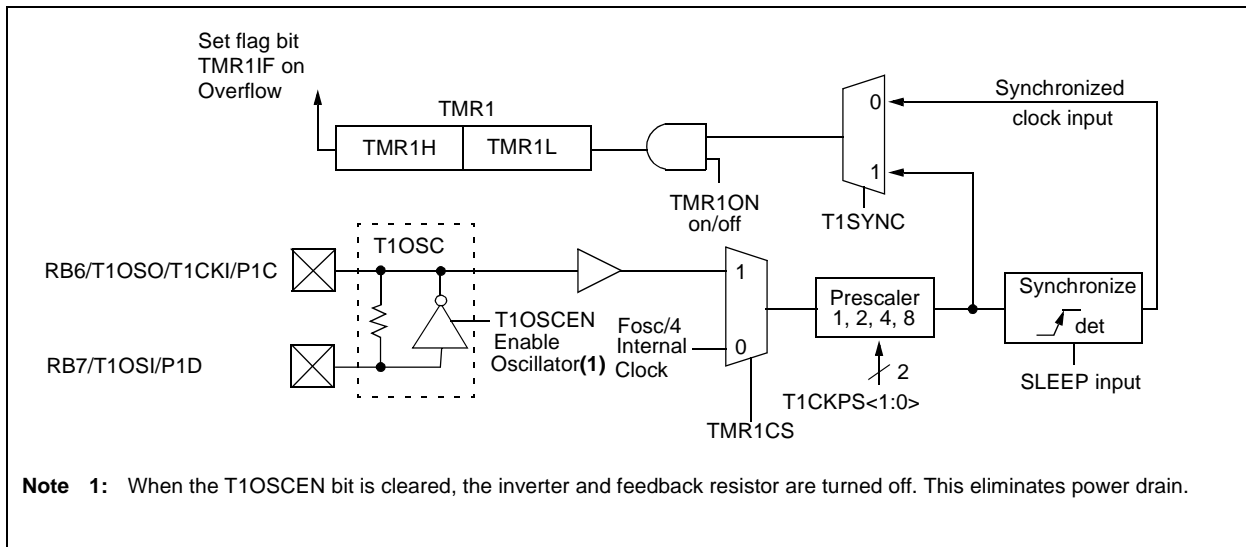 Set flag bit
TMR1IF on
Overflow
TMR1
TMR1H
TMR1L
TMR1ON
on/off
0
1
T1SYNC
Synchronized
clock input
T1OSC
RB6/T1OSO/T1CKI/P1C
RB7/T1OSI/P1D
T1OSCEN
Enable
Oscillator(1)
Fosc/4
Internal
Clock
1
0
TMR1CS
Prescaler
1, 2, 4, 8
2
T1CKPS<1:0>
Synchronize
det
SLEEP input
Note 1: When the T1OSCEN bit is cleared, the inverter and feedback resistor are turned off. This eliminates power drain.